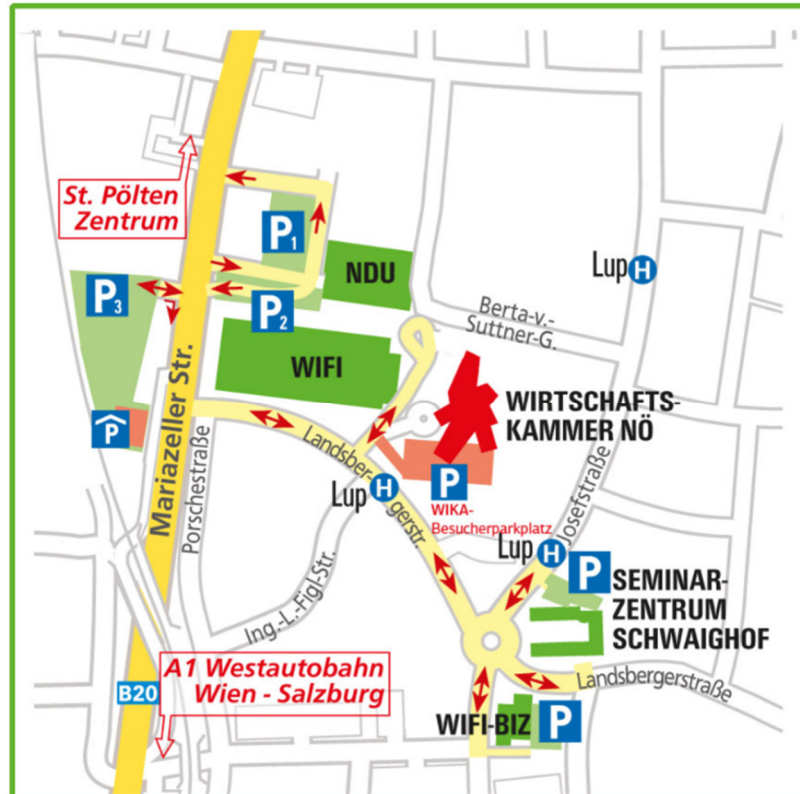 St. Pölten
Zentrum
P1
Lup H
NDU
P3
P2
Berta-v.-
Suttner-G.
WIFI
Mariazeller Str.
WIRTSCHAFTS-
KAMMER NÖ
P
Porschestraße
Landsber-
gerstr.
Josefstraße
Lup H
P
WIKA-
Besucherparkplatz
Lup H
P
SEMINAR-
ZENTRUM
SCHWAIGHOF
Ing.-L.-Figl-Str.
A1 Westautobahn
Wien - Salzburg
B20
Landsbergerstraße
WIFI-BIZ P